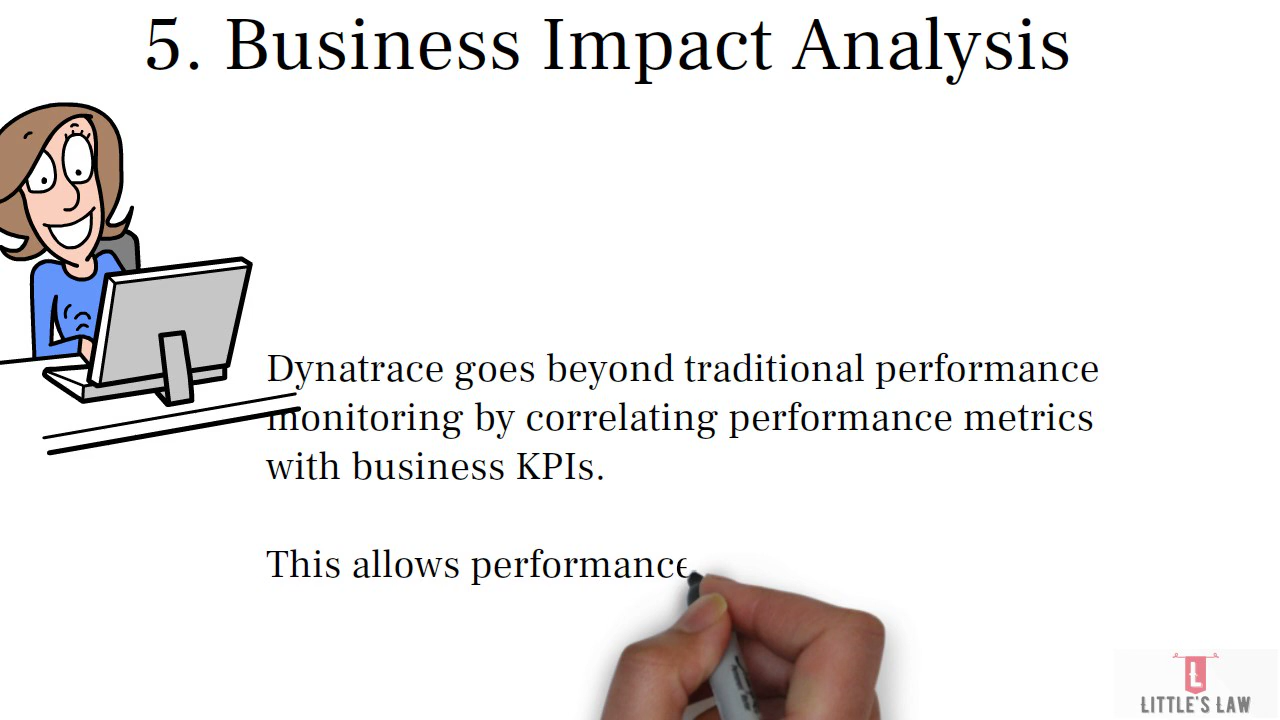 5. Business Impact Analysis
Dynatrace goes beyond traditional performance
monitoring by correlating performance metrics
with business KPIs.
This allows performance
L
LITTLE'S LAW